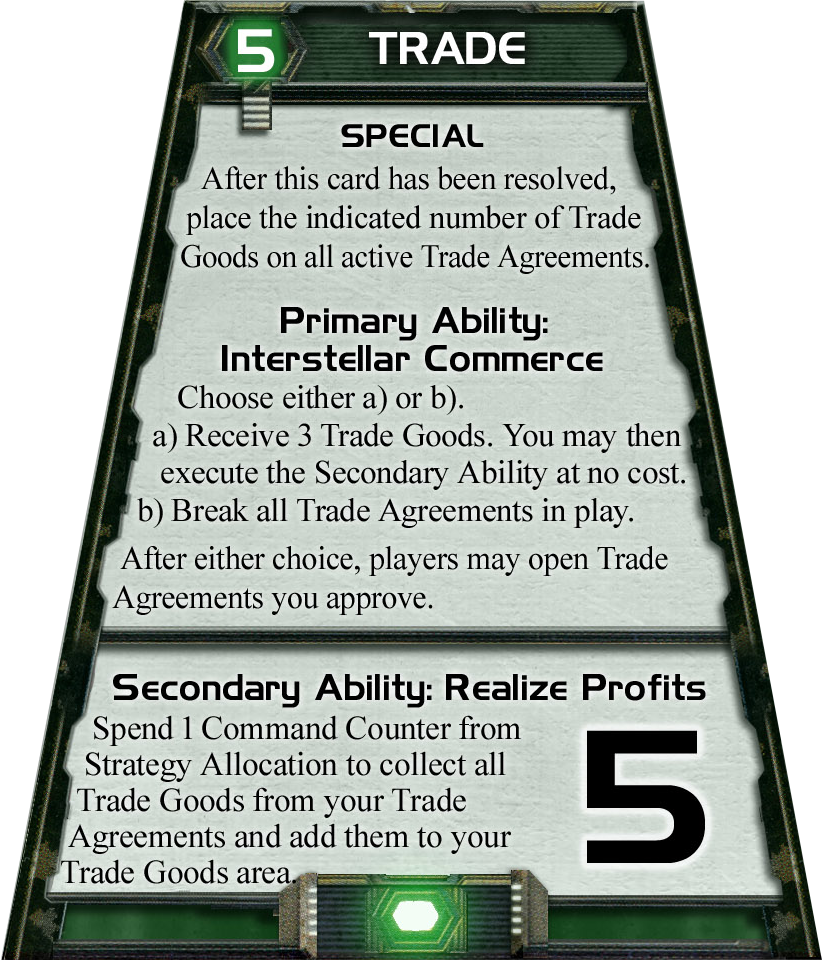 5 TRADE
SPECIAL
After this card has been resolved,
place the indicated number of Trade
Goods on all active Trade Agreements.
Primary Ability:
Interstellar Commerce
Choose either a) or b).
a) Receive 3 Trade Goods. You may then
execute the Secondary Ability at no cost.
b) Break all Trade Agreements in play.
After either choice, players may open Trade
Agreements you approve.
Secondary Ability: Realize Profits
Spend 1 Command Counter from
Strategy Allocation to collect all
Trade Goods from your Trade
Agreements and add them to your
Trade Goods area.
5